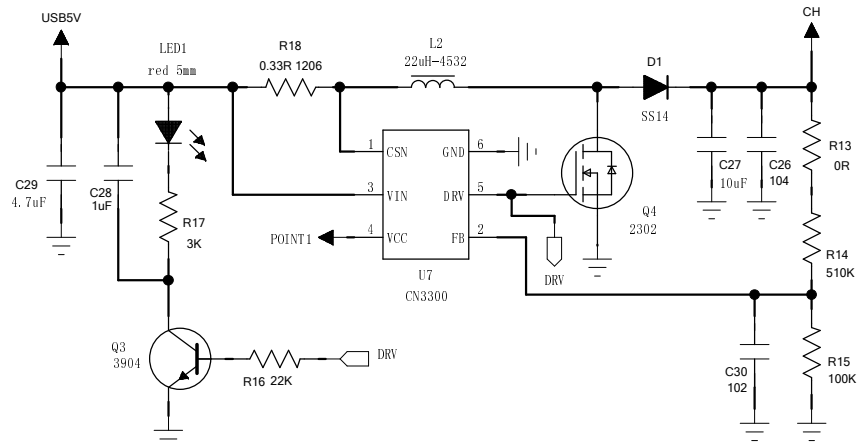 USB5V
CH
LED1
red 5mm
R18
0.33R 1206
L2
22uH-4532
D1
SS14
R13
0R
1
CSN
GND
6
3
VIN
DRV
5
4
VCC
FB
2
U7
CN3300
POINT1
C29
4.7uF
C28
1uF
R17
3K
Q4
2302
DRV
C27
10uF
C26
104
R14
510K
Q3
3904
R16 22K
DRV
C30
102
R15
100K